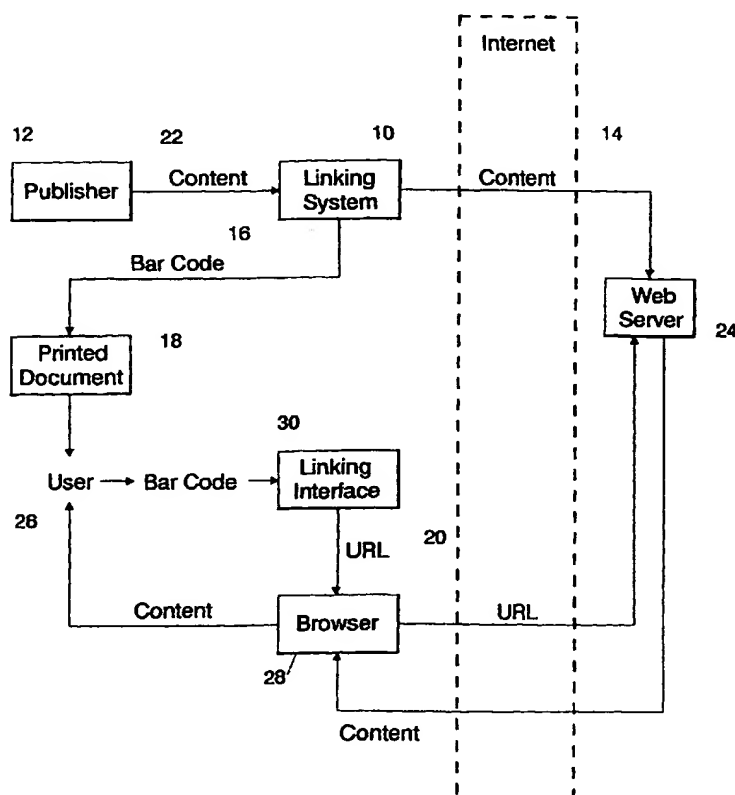 Internet
12
22
10
14
Publisher
Content
Linking
System
Content
16
Bar Code
Web
Server
24
Printed
Document
18
30
User
Bar Code
Linking
Interface
26
URL
20
Content
Browser
URL
28
Content